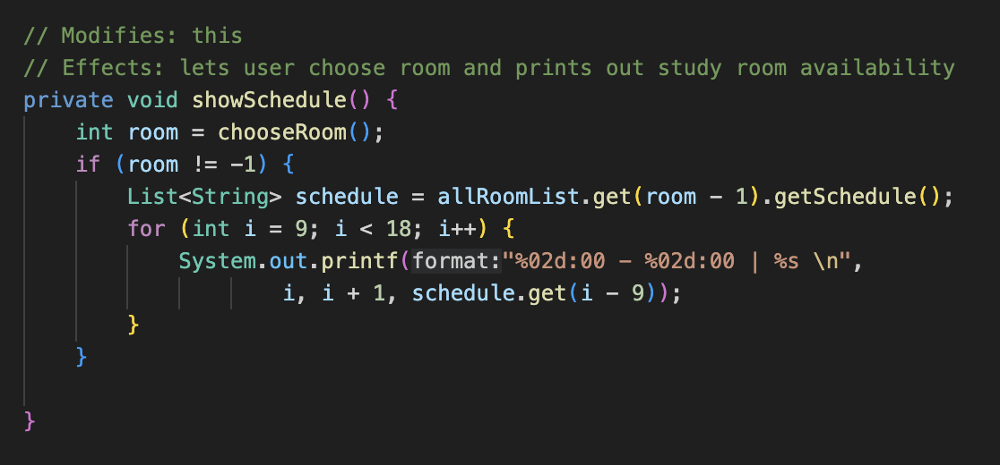 // Modifies: this
// Effects: lets user choose room and prints out study room availability
private void showSchedule() {
    int room = chooseRoom();
    if (room != -1) {
        List<String> schedule = allRoomList.get(room - 1).getSchedule();
        for (int i = 9; i < 18; i++) {
            System.out.printf(format:"%02d:00 - %02d:00 | %s \n",
                    i, i + 1, schedule.get(i - 9));
        }
    }
}